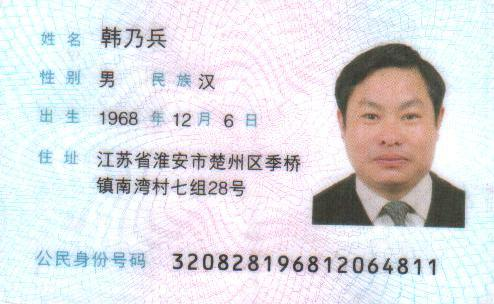 姓名 韩乃兵
性别 男 民族 汉
出生 1968 年 12 月 6 日
住址 江苏省淮安市楚州区季桥
镇南湾村七组28号
公民身份号码 320828196812064811